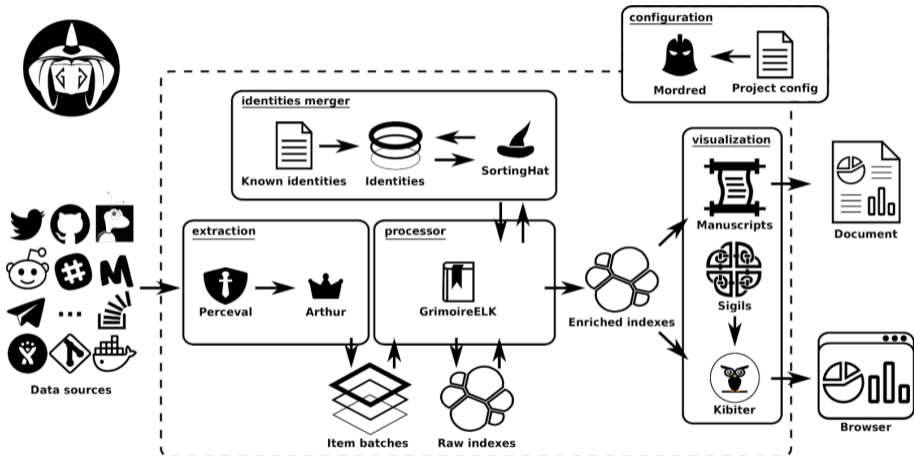 configuration
Mordred
Project config
identities merger
Known identities
Identities
SortingHat
visualization
Manuscripts
Sigils
Kibiter
extraction
Perceval
Arthur
processor
GrimoireELK
Enriched indexes
Document
Data sources
Item batches
Raw indexes
Browser